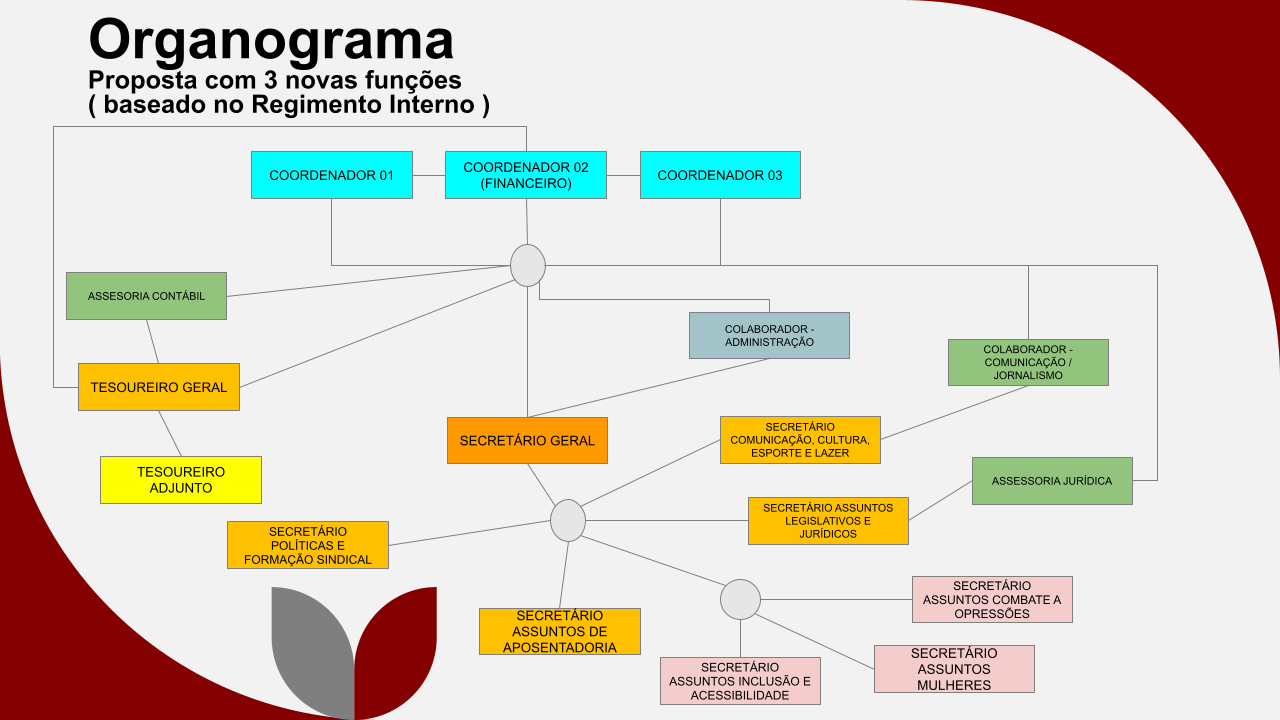 Organograma
Proposta com 3 novas funções
( baseado no Regimento Interno )
COORDENADOR 01
COORDENADOR 02
(FINANCEIRO)
COORDENADOR 03
ASSESORIA CONTÁBIL
COLABORADOR -
ADMINISTRAÇÃO
COLABORADOR -
COMUNICAÇÃO /
JORNALISMO
TESOUREIRO GERAL
SECRETÁRIO GERAL
SECRETÁRIO
COMUNICAÇÃO, CULTURA,
ESPORTE E LAZER
TESOUREIRO
ADJUNTO
ASSESSORIA JURÍDICA
SECRETÁRIO ASSUNTOS
LEGISLATIVOS E
JURÍDICOS
SECRETÁRIO
POLÍTICAS E
FORMAÇÃO SINDICAL
SECRETÁRIO
ASSUNTOS DE
APOSENTADORIA
SECRETÁRIO
ASSUNTOS COMBATE A
OPRESSÕES
SECRETÁRIO
ASSUNTOS
MULHERES
SECRETÁRIO
ASSUNTOS INCLUSÃO E
ACESSIBILIDADE